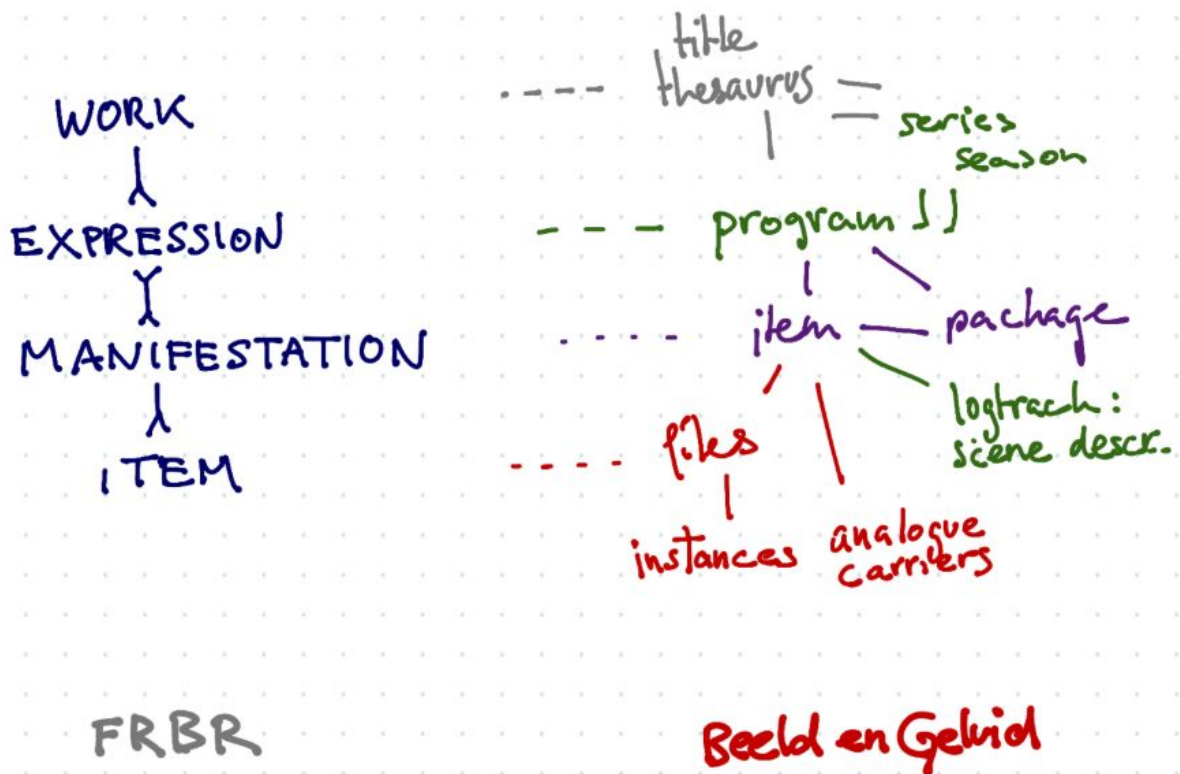 title
thesaurus
WORK
series
season
EXPRESSION
program
item
package
MANIFESTATION
logtrack:
scene descr.
files
ITEM
instances
analogue
carriers
FRBR
Beeld en Geluid